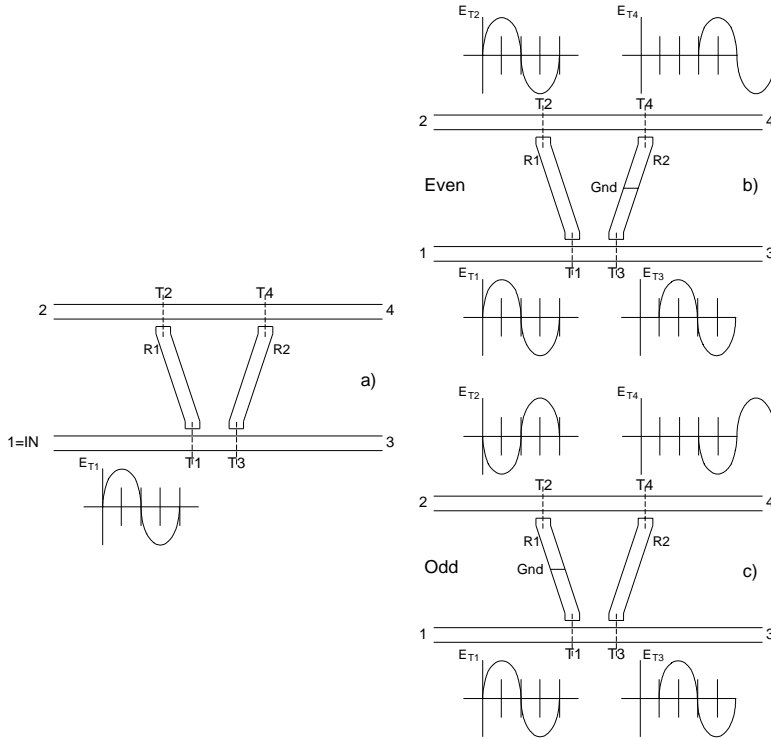 E_T2 E_T4
T2 T4
2 4
R1 R2
Even Gnd b)
1 3
T1 T3
E_T1 E_T3
T2 T4
2 4
R1 R2
a)
1=IN 3
T1 T3
E_T1
E_T2 E_T4
T2 T4
2 4
R1 R2
Odd Gnd c)
1 3
T1 T3
E_T1 E_T3